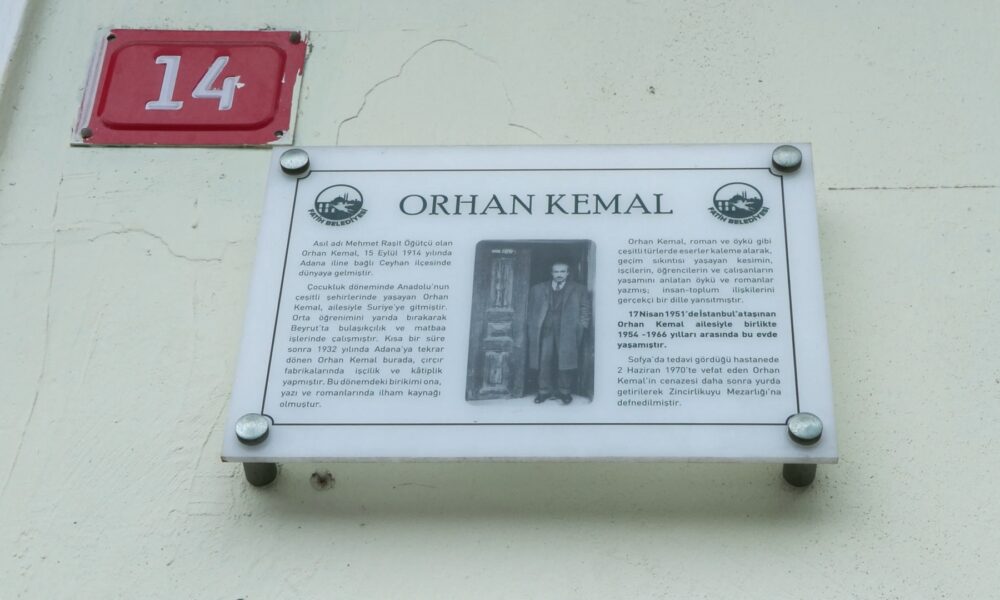 14
ORHAN KEMAL
FATİH BELEDİYESİ
FATİH BELEDİYESİ
Asıl adı Mehmet Raşit Öğütçü olan
Orhan Kemal, 15 Eylül 1914 yılında
Adana iline bağlı Ceyhan ilçesinde
dünyaya gelmiştir.
Çocukluk döneminde Anadolu'nun
çeşitli şehirlerinde yaşayan Orhan
Kemal, ailesiyle Suriye'ye gitmiştir.
Orta öğrenimini yarıda bırakarak
Beyrut'ta bulaşıkçılık ve matbaa
işlerinde çalışmıştır. Kısa bir süre
sonra 1932 yılında Adana'ya tekrar
dönen Orhan Kemal burada, çırçır
fabrikalarında işçilik ve kâtiplik
yapmıştır. Bu dönemdeki birikimi ona,
yazı ve romanlarında ilham kaynağı
olmuştur.
Orhan Kemal, roman ve öykü gibi
çeşitli türlerde eserler kaleme alarak,
geçim sıkıntısı yaşayan kesimin,
işçilerin, öğrencilerin ve çalışanların
yaşamını anlatan öykü ve romanlar
yazmış; insan-toplum ilişkilerini
gerçekçi bir dille yansıtmıştır.
17 Nisan 1951'de İstanbul'a taşınan
Orhan Kemal ailesiyle birlikte
1954 -1966 yılları arasında bu evde
yaşamıştır.
Sofya'da tedavi gördüğü hastanede
2 Haziran 1970'te vefat eden Orhan
Kemal'in cenazesi daha sonra yurda
getirilerek Zincirlikuyu Mezarlığı'na
defnedilmiştir.